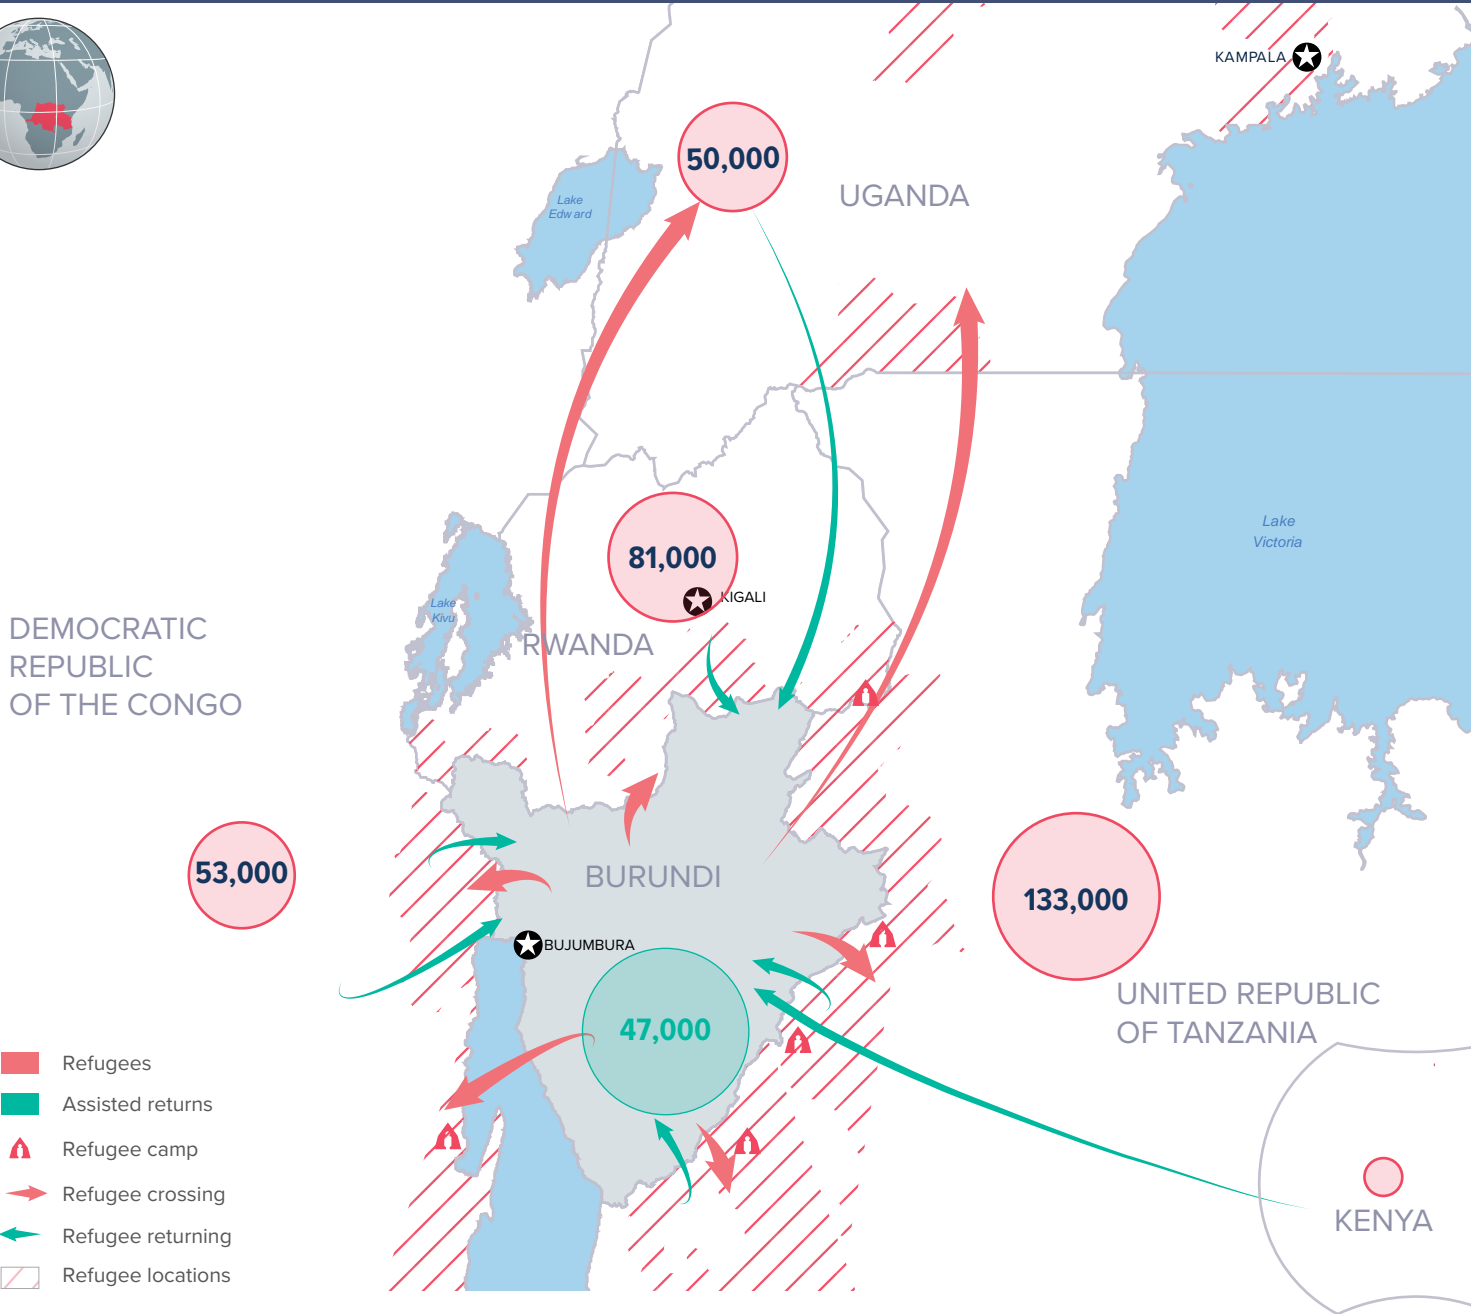 KAMPALA
50,000
UGANDA
Lake
Edward
81,000
KIGALI
Lake
Victoria
Lake
Kivu
RWANDA
DEMOCRATIC
REPUBLIC
OF THE CONGO
53,000
BURUNDI
133,000
BUJUMBURA
47,000
UNITED REPUBLIC
OF TANZANIA
KENYA
Refugees
Assisted returns
Refugee camp
Refugee crossing
Refugee returning
Refugee locations